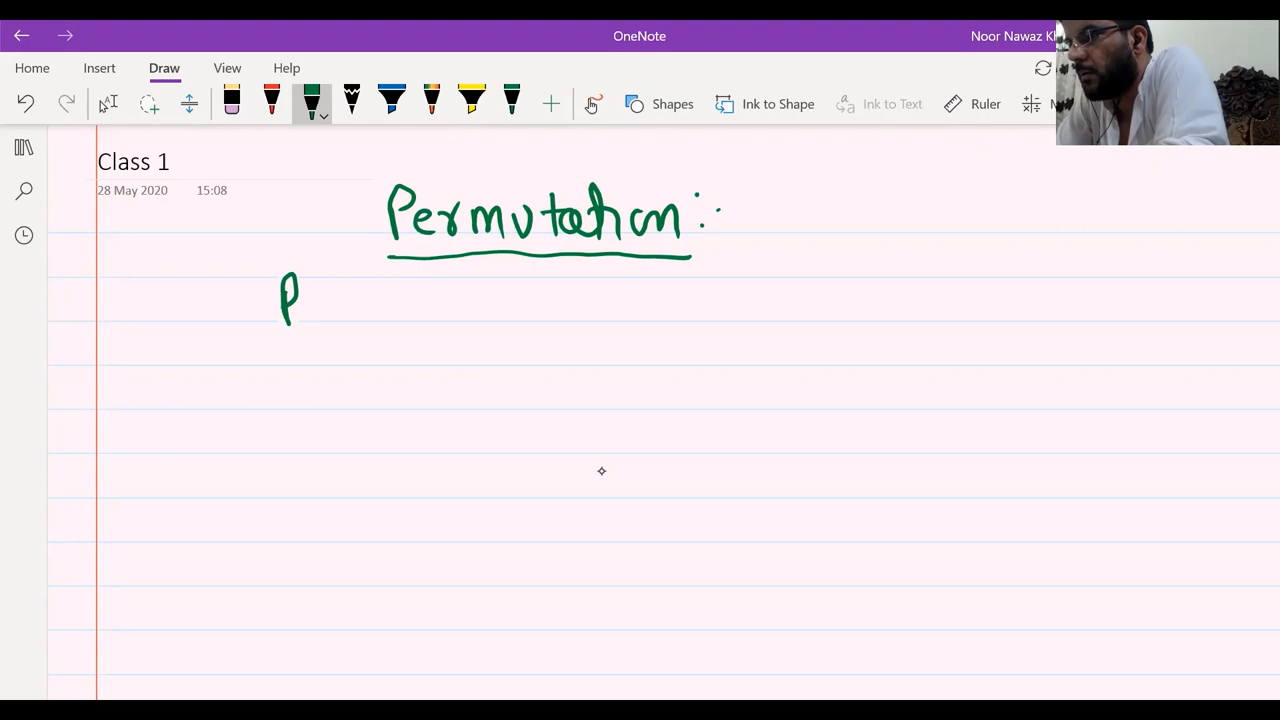 OneNote
Noor Nawaz Kh
Home Insert Draw View Help
Shapes Ink to Shape Ink to Text Ruler
Class 1
28 May 2020 15:08
Permutation :
P